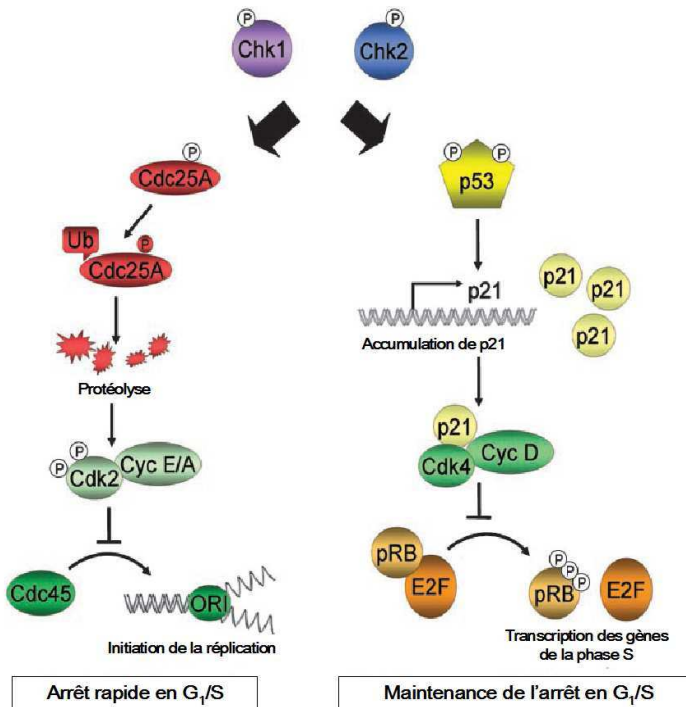 P
P
Chk1
Chk2
P
Cdc25A
P
P
p53
Ub
P
Cdc25A
p21
p21
p21
p21
Accumulation de p21
Protéolyse
P
P
Cdk2
Cyc E/A
p21
Cdk4
Cyc D
Cdc45
ORI
Initiation de la réplication
pRB
E2F
P
P
P
pRB
E2F
Transcription des gènes
de la phase S
Arrêt rapide en G₁/S
Maintenance de l'arrêt en G₁/S